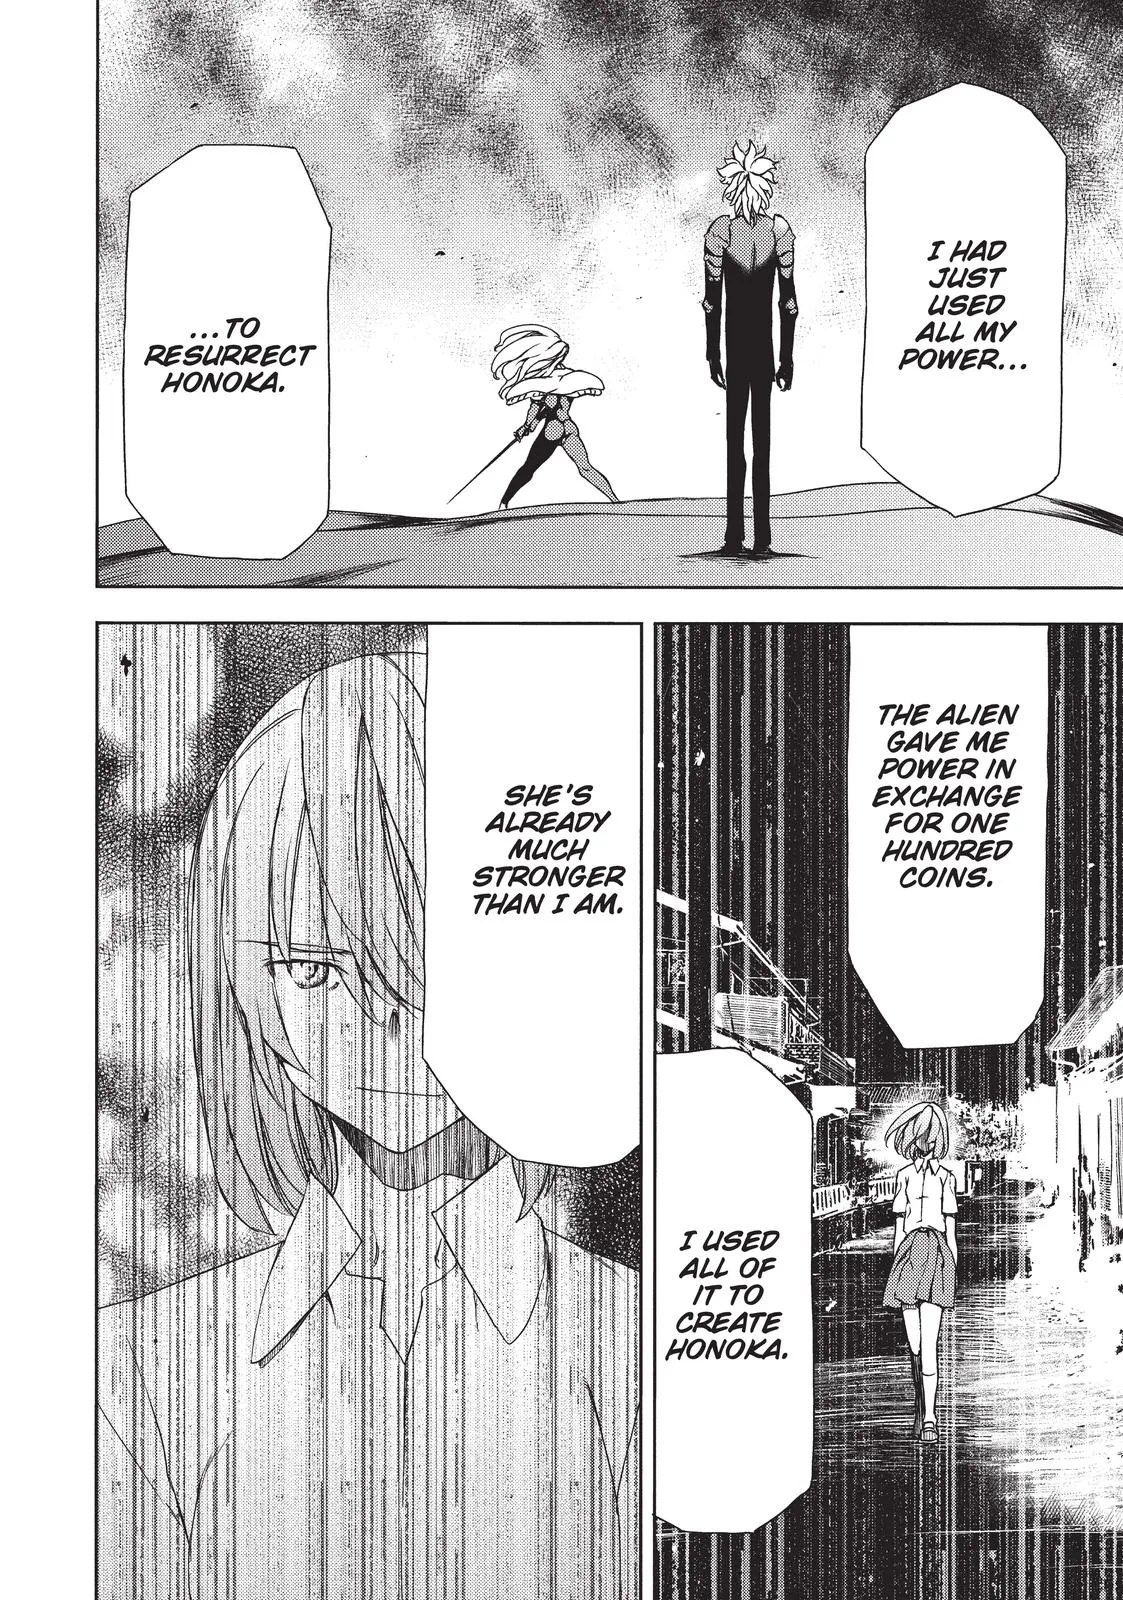 I HAD
JUST
USED
ALL MY
POWER...
...TO
RESURRECT
HONOKA.
THE ALIEN
GAVE ME
POWER IN
EXCHANGE
FOR ONE
HUNDRED
COINS.
I USED
ALL OF
IT TO
CREATE
HONOKA.
SHE'S
ALREADY
MUCH
STRONGER
THAN I AM.